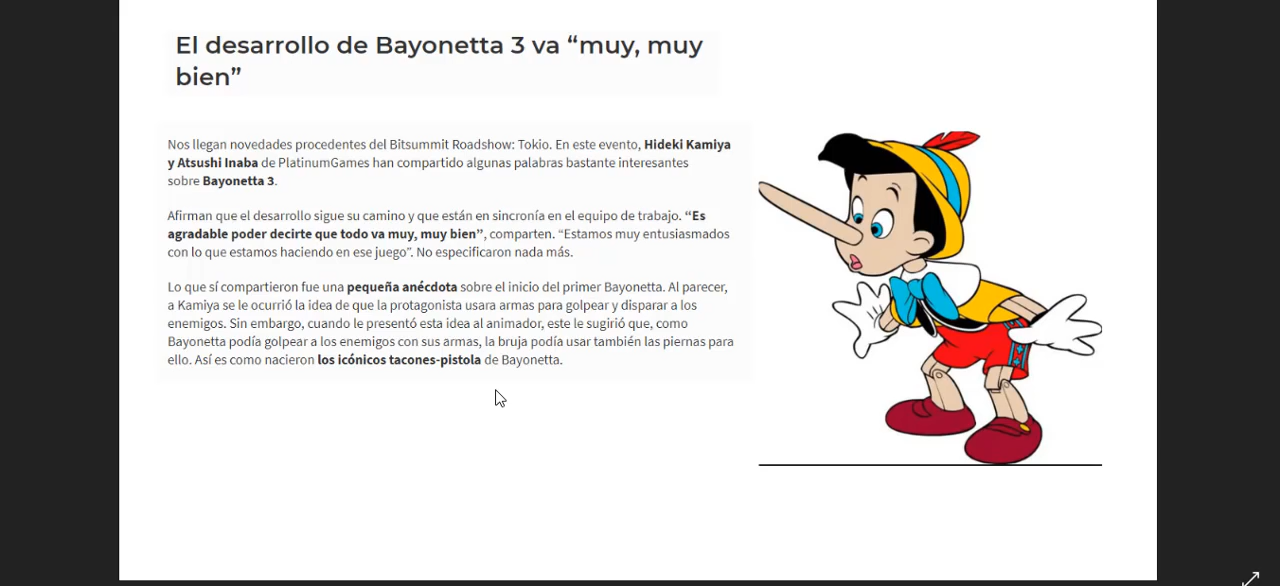 El desarrollo de Bayonetta 3 va “muy, muy
bien”
Nos llegan novedades procedentes del Bitsummit Roadshow: Tokio. En este evento, Hideki Kamiya
y Atsushi Inaba de PlatinumGames han compartido algunas palabras bastante interesantes
sobre Bayonetta 3.
Afirman que el desarrollo sigue su camino y que están en sincronía en el equipo de trabajo. “Es
agradable poder decirte que todo va muy, muy bien”, comparten. “Estamos muy entusiasmados
con lo que estamos haciendo en ese juego”. No especificaron nada más.
Lo que sí compartieron fue una pequeña anécdota sobre el inicio del primer Bayonetta. Al parecer,
a Kamiya se le ocurrió la idea de que la protagonista usara armas para golpear y disparar a los
enemigos. Sin embargo, cuando le presentó esta idea al animador, este le sugirió que, como
Bayonetta podía golpear a los enemigos con sus armas, la bruja podía usar también las piernas para
ello. Así es como nacieron los icónicos tacones-pistola de Bayonetta.